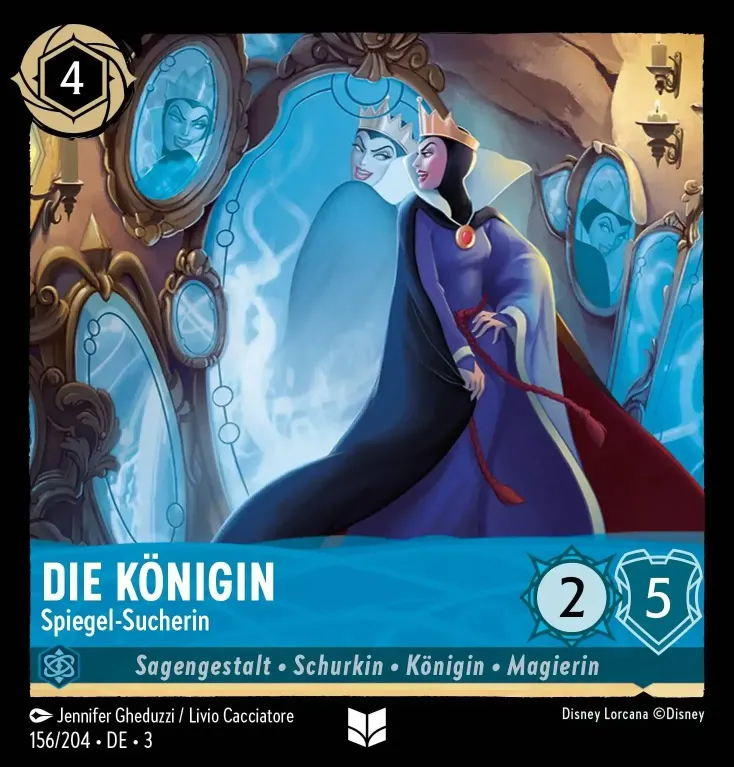 4
DIE KÖNIGIN
Spiegel-Sucherin
2
5
Sagengestalt • Schurkin • Königin • Magierin
Jennifer Gheduzzi / Livio Cacciatore
Disney Lorcana ©Disney
156/204 • DE • 3